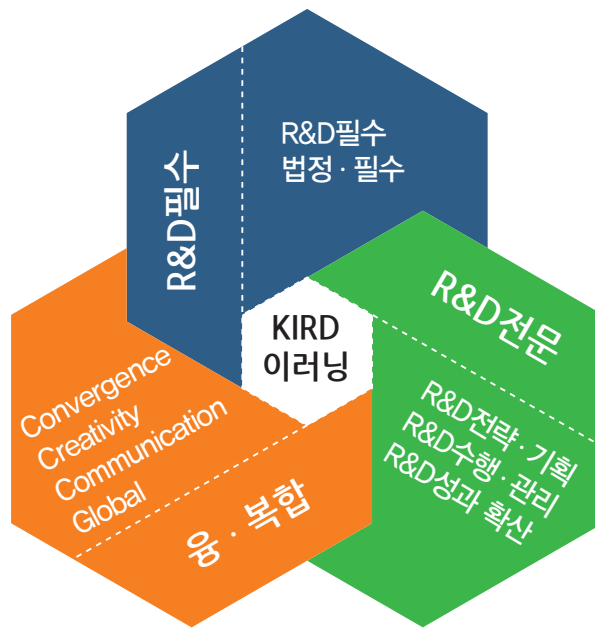 R&D필수
R&D필수
법정 · 필수
KIRD
이러닝
R&D전문
R&D전략 · 기획
R&D수행 · 관리
R&D성과 확산
Convergence
Creativity
Communication
Global
융 · 복합